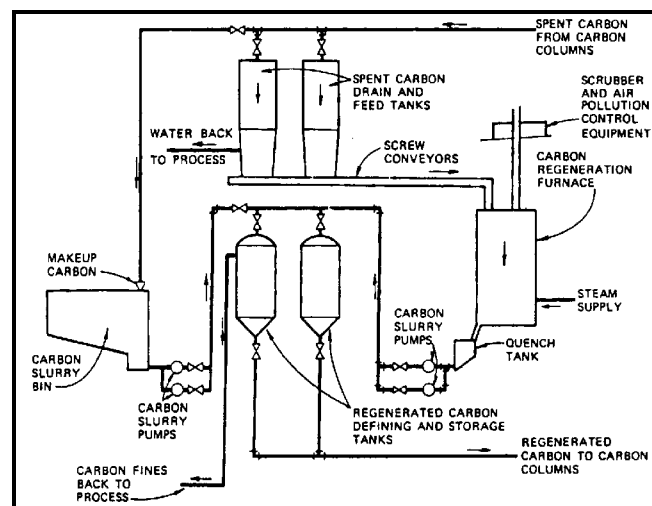 SPENT CARBON
FROM CARBON
COLUMNS
SPENT CARBON
DRAIN AND
FEED TANKS
SCRUBBER
AND AIR
POLLUTION
CONTROL
EQUIPMENT
WATER BACK
TO PROCESS
SCREW
CONVEYORS
CARBON
REGENERATION
FURNACE
MAKEUP
CARBON
STEAM
SUPPLY
CARBON
SLURRY
PUMPS
QUENCH
TANK
CARBON
SLURRY
BIN
CARBON
SLURRY
PUMPS
REGENERATED CARBON
DEFINING AND STORAGE
TANKS
REGENERATED
CARBON TO CARBON
COLUMNS
CARBON FINES
BACK TO
PROCESS